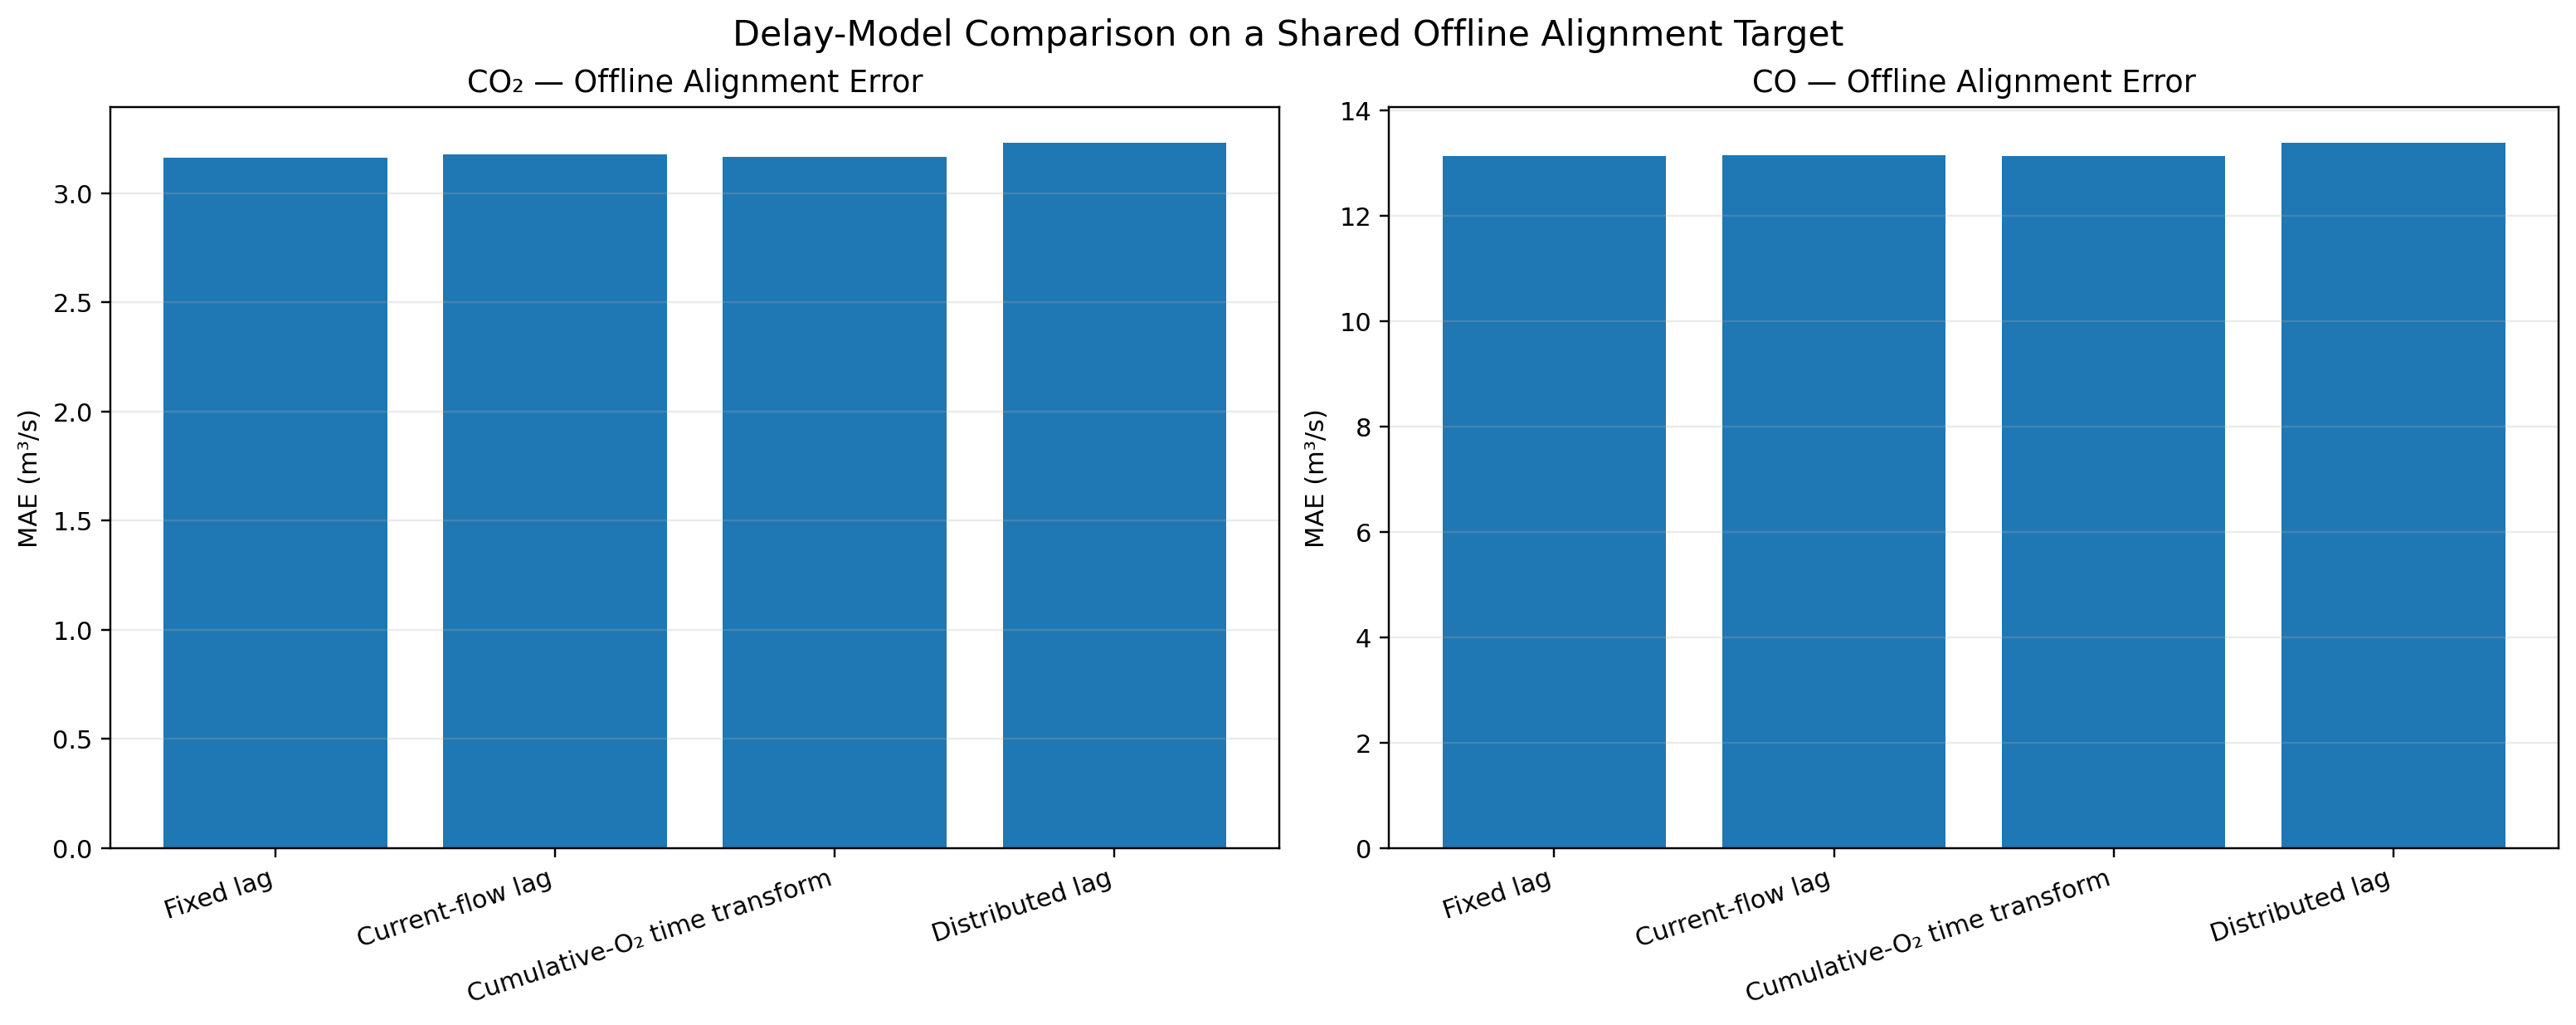 Delay-Model Comparison on a Shared Offline Alignment Target
CO₂ — Offline Alignment Error
MAE (m³/s)
3.0
2.5
2.0
1.5
1.0
0.5
0.0
Fixed lag
Current-flow lag
Cumulative-O₂ time transform
Distributed lag
CO — Offline Alignment Error
MAE (m³/s)
14
12
10
8
6
4
2
0
Fixed lag
Current-flow lag
Cumulative-O₂ time transform
Distributed lag